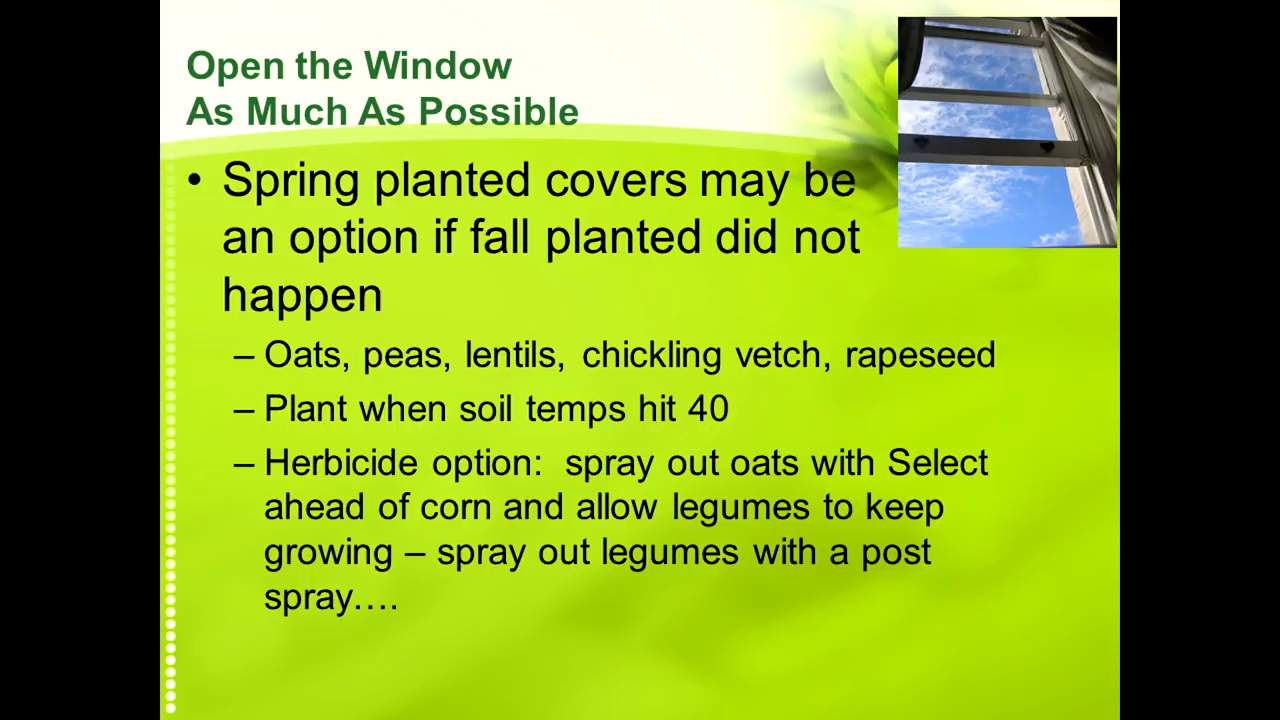 Open the Window
As Much As Possible
• Spring planted covers may be
an option if fall planted did not
happen
– Oats, peas, lentils, chickling vetch, rapeseed
– Plant when soil temps hit 40
– Herbicide option:  spray out oats with Select
ahead of corn and allow legumes to keep
growing – spray out legumes with a post
spray….